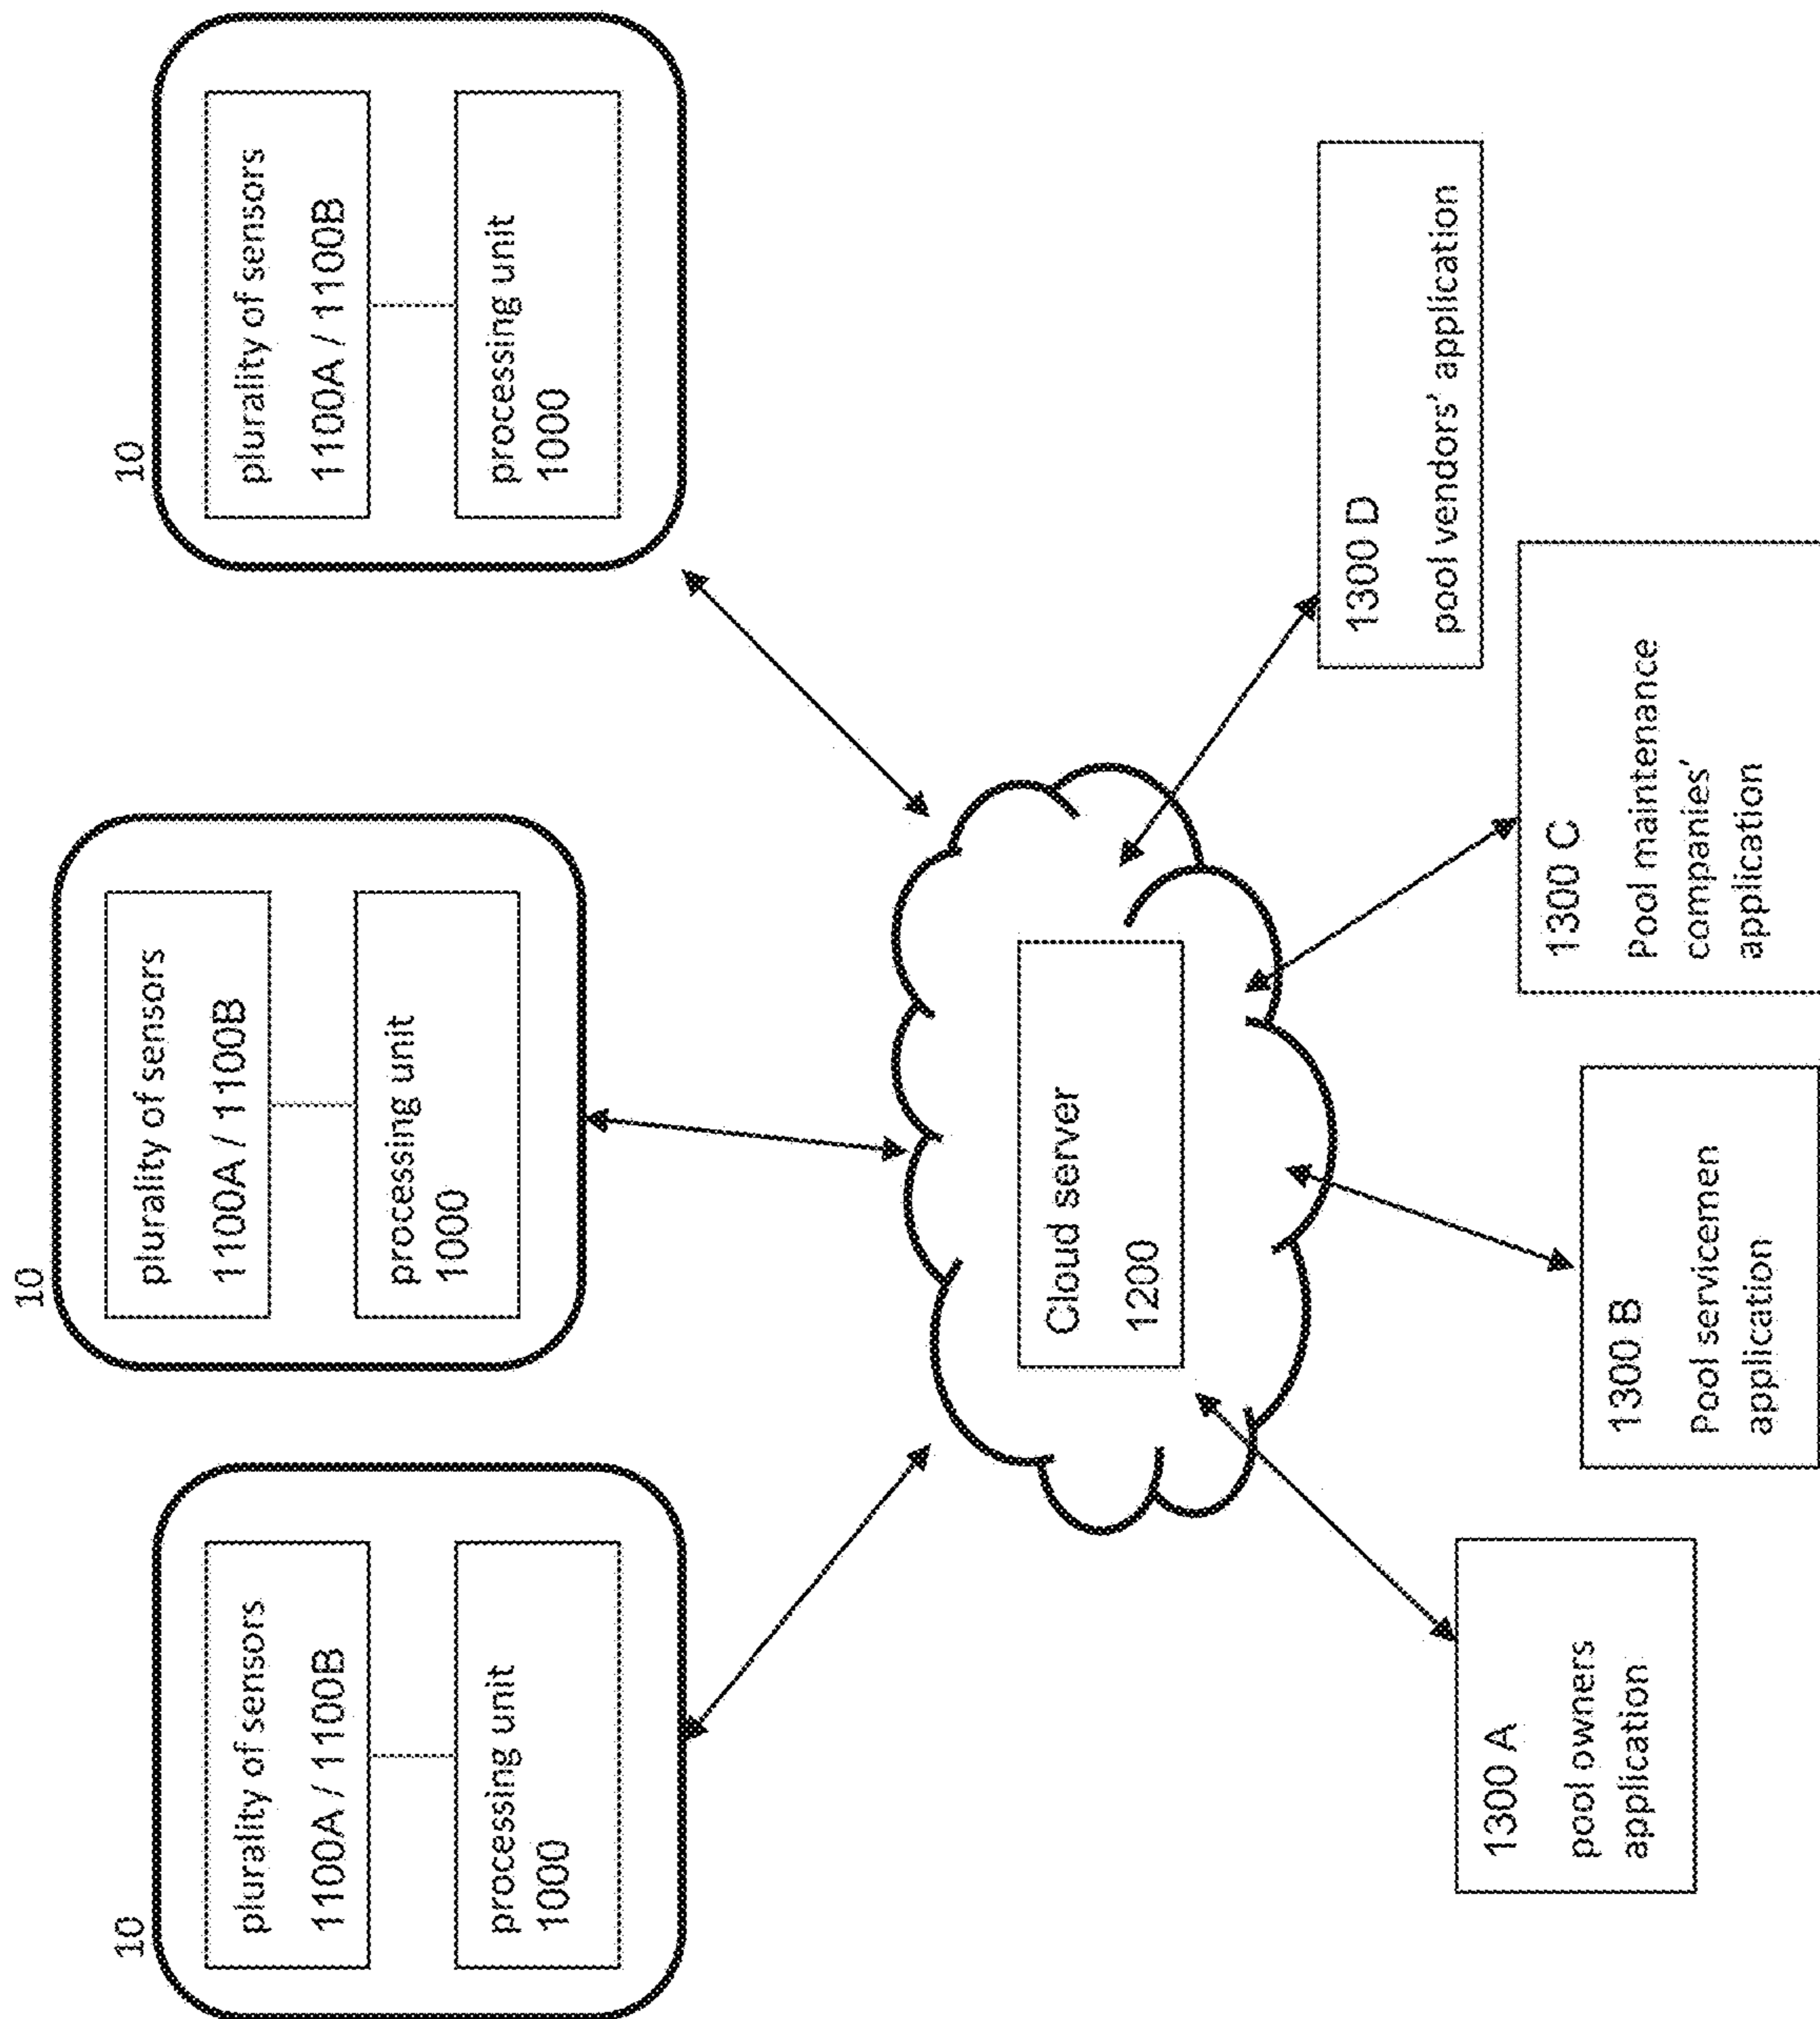 10
plurality of sensors
1100A / 1100B
processing unit
1000
10
plurality of sensors
1100A / 1100B
processing unit
1000
10
plurality of sensors
1100A / 1100B
processing unit
1000
Cloud server
1200
1300 A
pool owners
application
1300 B
Pool servicemen
application
1300 C
Pool maintenance
companies'
application
1300 D
pool vendors' application